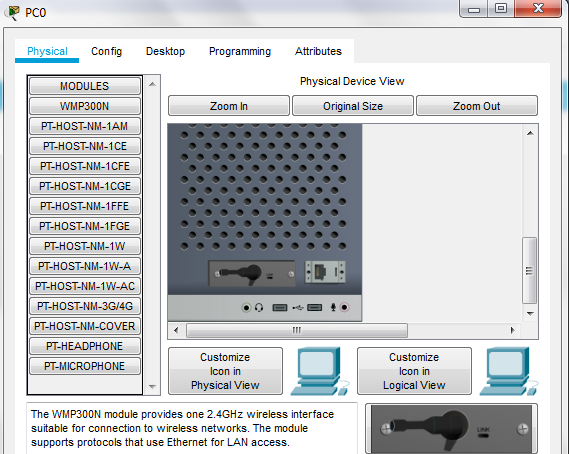 PC0
Physical Config Desktop Programming Attributes
MODULES
WMP300N
PT-HOST-NM-1AM
PT-HOST-NM-1CE
PT-HOST-NM-1CFE
PT-HOST-NM-1CGE
PT-HOST-NM-1FFE
PT-HOST-NM-1FGE
PT-HOST-NM-1W
PT-HOST-NM-1W-A
PT-HOST-NM-1W-AC
PT-HOST-NM-3G/4G
PT-HOST-NM-COVER
PT-HEADPHONE
PT-MICROPHONE
Physical Device View
Zoom In Original Size Zoom Out
Customize
Icon in
Physical View
Customize
Icon in
Logical View
The WMP300N module provides one 2.4GHz wireless interface
suitable for connection to wireless networks. The module
supports protocols that use Ethernet for LAN access.
LINK